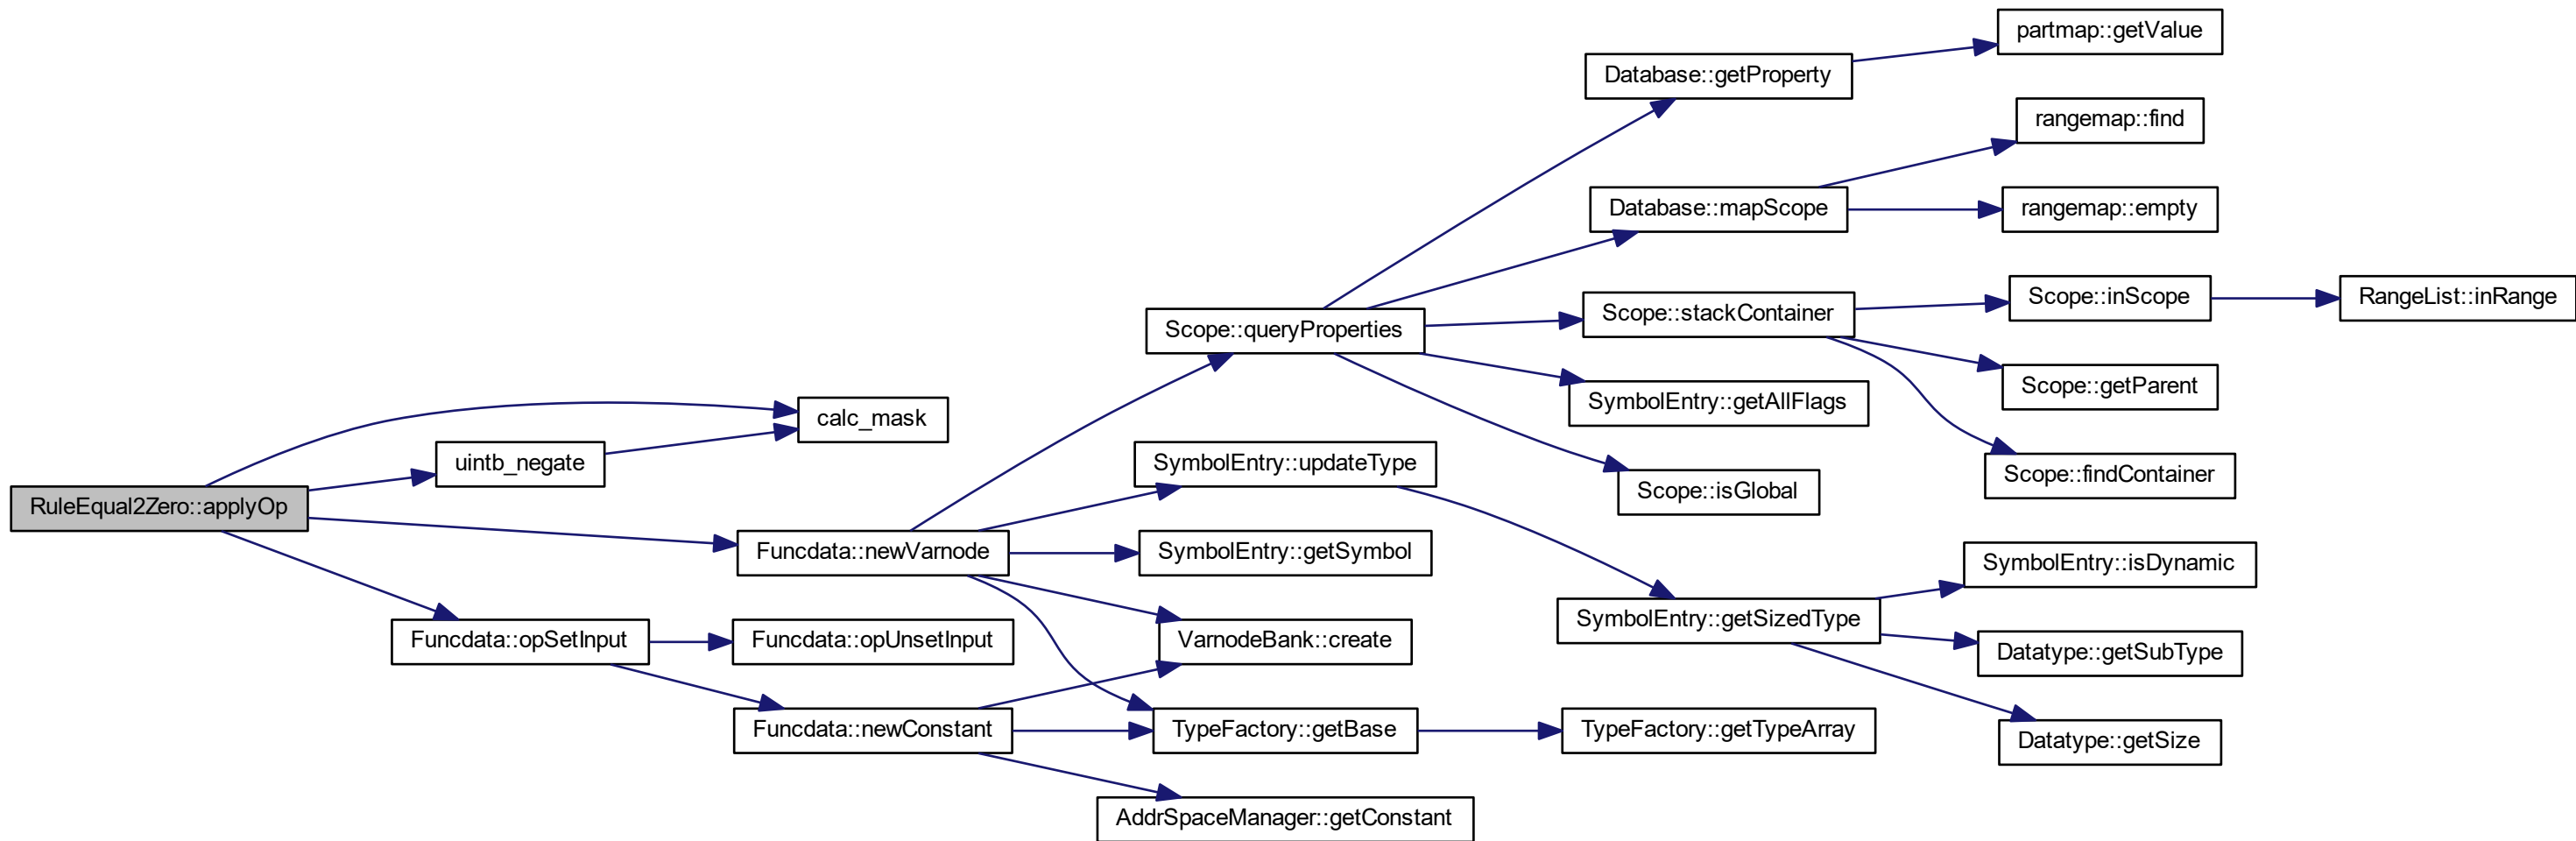 partmap::getValue
Database::getProperty
rangemap::find
Database::mapScope
rangemap::empty
Scope::inScope
RangeList::inRange
Scope::stackContainer
Scope::queryProperties
Scope::getParent
SymbolEntry::getAllFlags
calc_mask
uintb_negate
SymbolEntry::updateType
Scope::findContainer
Scope::isGlobal
RuleEqual2Zero::applyOp
Funcdata::newVarnode
SymbolEntry::getSymbol
SymbolEntry::isDynamic
SymbolEntry::getSizedType
Funcdata::opSetInput
Funcdata::opUnsetInput
VarnodeBank::create
Datatype::getSubType
Funcdata::newConstant
TypeFactory::getBase
TypeFactory::getTypeArray
Datatype::getSize
AddrSpaceManager::getConstant